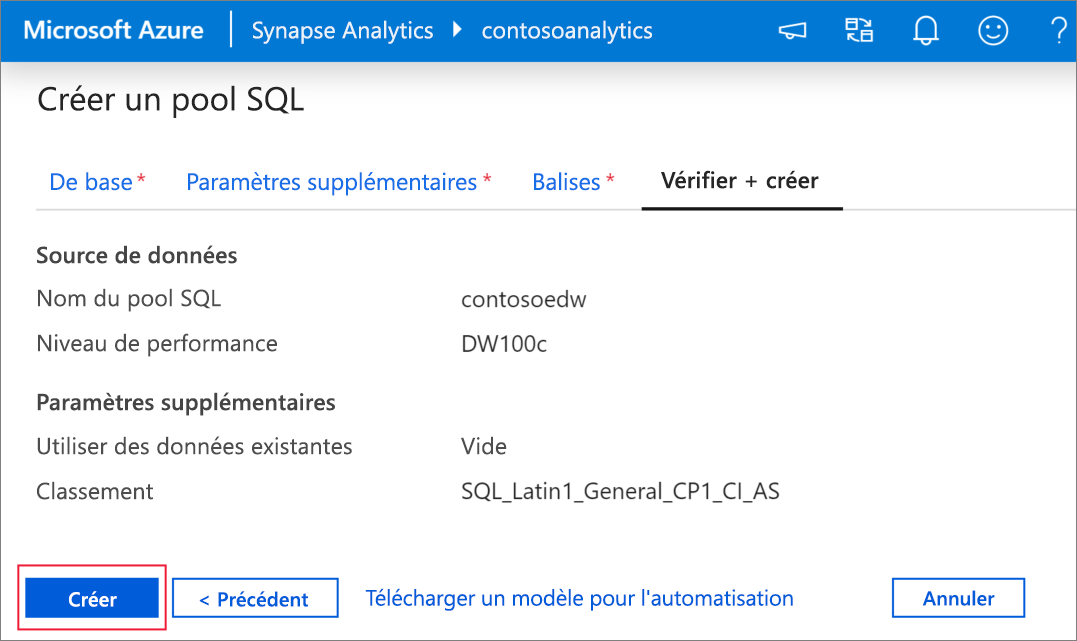 Microsoft Azure Synapse Analytics contosoanalytics ?
Créer un pool SQL
De base * Paramètres supplémentaires * Balises * Vérifier + créer
Source de données
Nom du pool SQL contosoedw
Niveau de performance DW100c
Paramètres supplémentaires
Utiliser des données existantes Vide
Classement SQL_Latin1_General_CP1_CI_AS
Créer < Précédent Télécharger un modèle pour l'automatisation Annuler